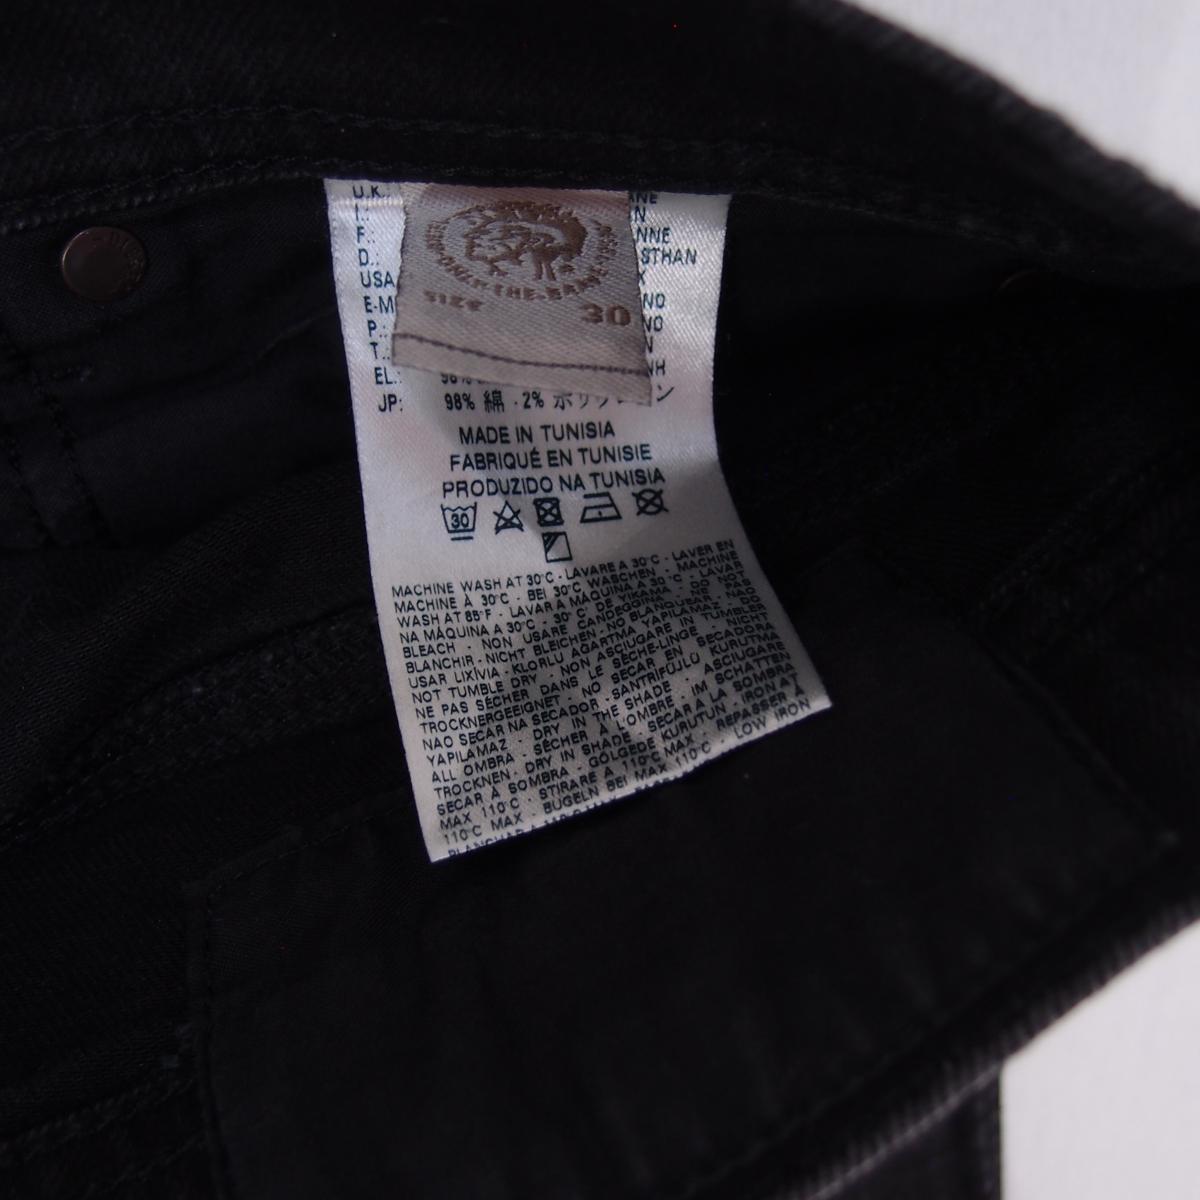 U.K.:
I.:
F.:
D.:
USA
E-M
P.:
T.:
EL.:
JP: 98% 綿 - 2% ポリウレタン
NNE
STHAN
NO
NO
SIZE 30
MADE IN TUNISIA
FABRIQUÉ EN TUNISIE
PRODUZIDO NA TUNISIA
30
MACHINE WASH AT 30°C - LAVARE A 30°C - LAVER EN
MACHINE À 30°C - BEI 30°C WASCHEN - MACHINE
WASH AT 85°F - LAVAR A MÁQUINA A 30 °C - LAVAR
NA MÁQUINA A 30°C - 30°C DE YIKAMA - DO NOT
BLEACH - NON USARE CANDEGGINA - NE PAS
BLANCHIR - NICHT BLEICHEN - NO BLANQUEAR - NÃO
USAR LIXÍVIA - KLORLU AGARTMA YAPILAMAZ - DO
NOT TUMBLE DRY - NON ASCIUGARE IN TUMBLER
NE PAS SÉCHER DANS LE SÈCHE-LINGE - NICHT
TROCKNERGEEIGNET - NO SECAR EN SECADORA
NAO SECAR NA SECADOR - SANTRIFÜJLÜ KURUTMA
YAPILAMAZ - DRY IN THE SHADE - ASCIUGARE
ALL OMBRA - SÉCHER À L'OMBRE - IM SCHATTEN
TROCKNEN - DRY IN SHADE - SECAR A LA SOMBRA
SECAR À SOMBRA - GÖLGEDE KURUTUN - IRON AT
MAX 110°C - STIRARE A 110°C MAX - REPASSER À
110°C MAX - BÜGELN BEI MAX 110°C - LOW IRON